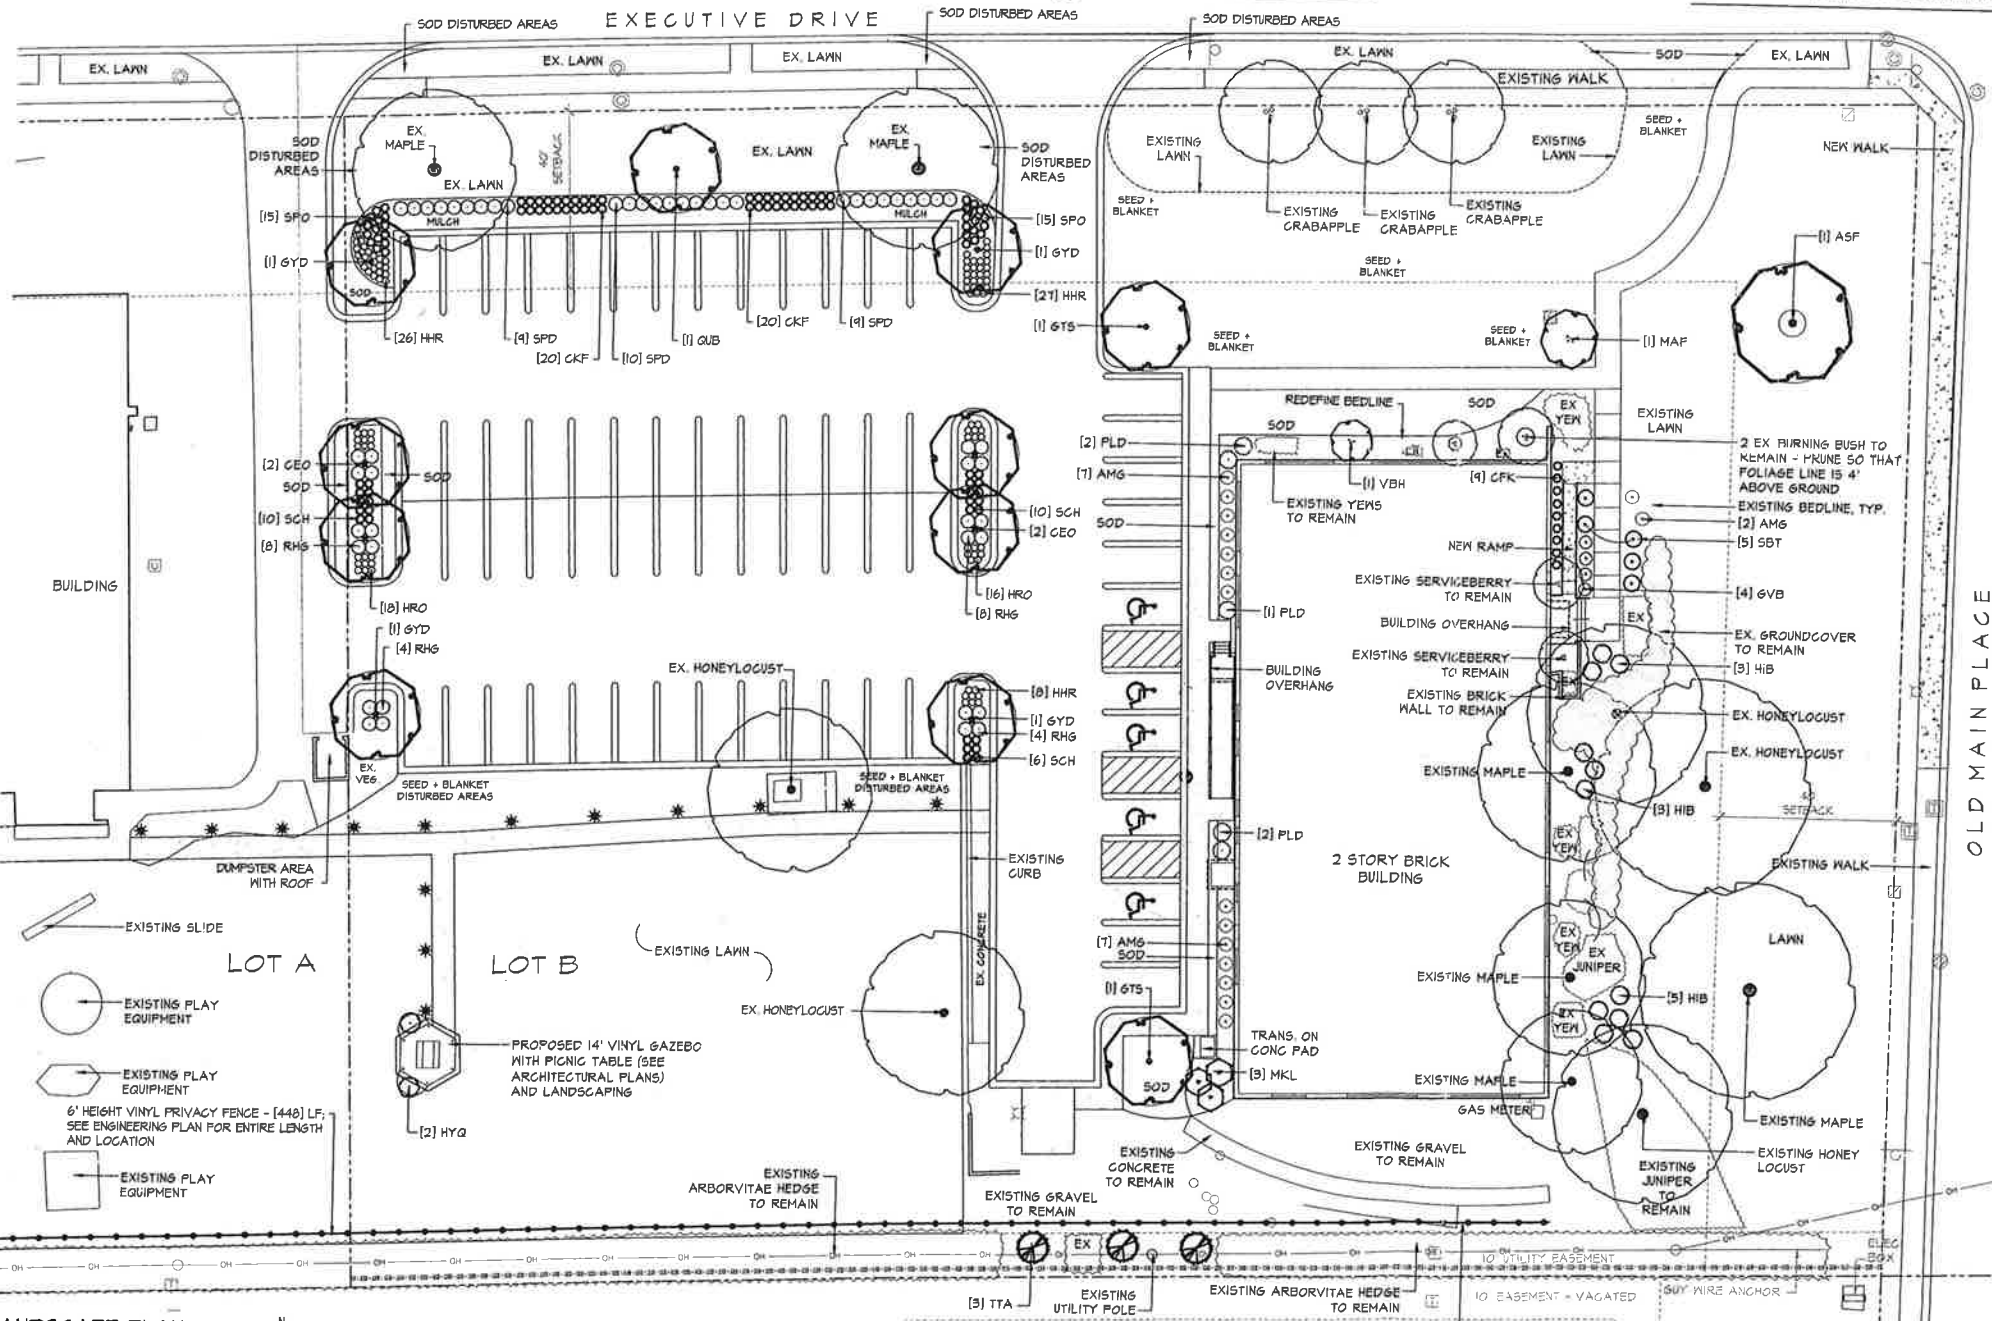 EXECUTIVE DRIVE
SOD DISTURBED AREAS
SOD DISTURBED AREAS
SOD DISTURBED AREAS
EX. LAWN
EX. LAWN
EX. LAWN
EX. LAWN
SOD
EX. LAWN
EXISTING WALK
SOD
DISTURBED
AREAS
EX.
MAPLE
EX. LAWN
40'
SETBACK
EX. LAWN
EX.
MAPLE
SOD
DISTURBED
AREAS
EXISTING
LAWN
EXISTING
LAWN
SEED +
BLANKET
NEW WALK
[15] SPO
MULCH
MULCH
[15] SPO
SEED +
BLANKET
EXISTING
CRABAPPLE
EXISTING
CRABAPPLE
EXISTING
CRABAPPLE
[1] GYD
SOD
[1] GYD
[27] HHR
SEED +
BLANKET
[1] ASF
[26] HHR
[9] SPD
[20] CKF
[10] SPD
[1] QUB
[20] CKF
[9] SPD
[1] GTS
SEED +
BLANKET
SEED +
BLANKET
[1] MAF
REDEFINE BEDLINE
SOD
EX
YEW
EXISTING
LAWN
SOD
[2] PLD
[7] AMG
2 EX BURNING BUSH TO
REMAIN - PRUNE SO THAT
FOLIAGE LINE IS 4'
ABOVE GROUND
[2] CEO
SOD
SOD
[1] VBH
[9] CFK
EXISTING YEWS
TO REMAIN
EXISTING BEDLINE, TYP.
[10] SCH
[8] RHG
[10] SCH
[2] CEO
SOD
[2] AMG
[5] SBT
NEW RAMP
BUILDING
EXISTING SERVICEBERRY
TO REMAIN
[4] GVB
[18] HRO
[1] GYD
[4] RHG
[16] HRO
[8] RHG
[1] PLD
BUILDING OVERHANG
EX
EX. GROUNDCOVER
TO REMAIN
EX. HONEYLOCUST
BUILDING
OVERHANG
EXISTING SERVICEBERRY
TO REMAIN
EX
[3] HIB
EXISTING BRICK
WALL TO REMAIN
[8] HHR
[1] GYD
[4] RHG
[6] SCH
EX. HONEYLOCUST
EX. HONEYLOCUST
EXISTING MAPLE
[3] HIB
40'
SETBACK
OLD MAIN PLACE
EX.
VEG.
SEED + BLANKET
DISTURBED AREAS
SEED + BLANKET
DISTURBED AREAS
[2] PLD
EX
YEW
2 STORY BRICK
BUILDING
EXISTING WALK
DUMPSTER AREA
WITH ROOF
EXISTING
CURB
EXISTING SLIDE
LOT A
LOT B
EXISTING LAWN
EX. CONCRETE
[7] AMG
SOD
EX
YEW
EX
JUNIPER
LAWN
EXISTING MAPLE
[1] GTS
[5] HIB
EXISTING PLAY
EQUIPMENT
EX. HONEYLOCUST
EX
YEW
TRANS. ON
CONC PAD
PROPOSED 14' VINYL GAZEBO
WITH PICNIC TABLE (SEE
ARCHITECTURAL PLANS)
AND LANDSCAPING
EXISTING PLAY
EQUIPMENT
SOD
[3] MKL
EXISTING MAPLE
GAS METER
6' HEIGHT VINYL PRIVACY FENCE - [448] LF;
SEE ENGINEERING PLAN FOR ENTIRE LENGTH
AND LOCATION
[2] HYQ
EXISTING MAPLE
EXISTING HONEY
LOCUST
EXISTING PLAY
EQUIPMENT
EXISTING
ARBORVITAE HEDGE
TO REMAIN
EXISTING GRAVEL
TO REMAIN
EXISTING
CONCRETE
TO REMAIN
EXISTING GRAVEL
TO REMAIN
EXISTING
JUNIPER
TO
REMAIN
OH OH OH OH OH OH OH OH OH OH OH
EX
10' UTILITY EASEMENT
ELEC
BOX
[3] TTA
EXISTING
UTILITY POLE
EXISTING ARBORVITAE HEDGE
TO REMAIN
10' EASEMENT - VACATED
GUY WIRE ANCHOR
N